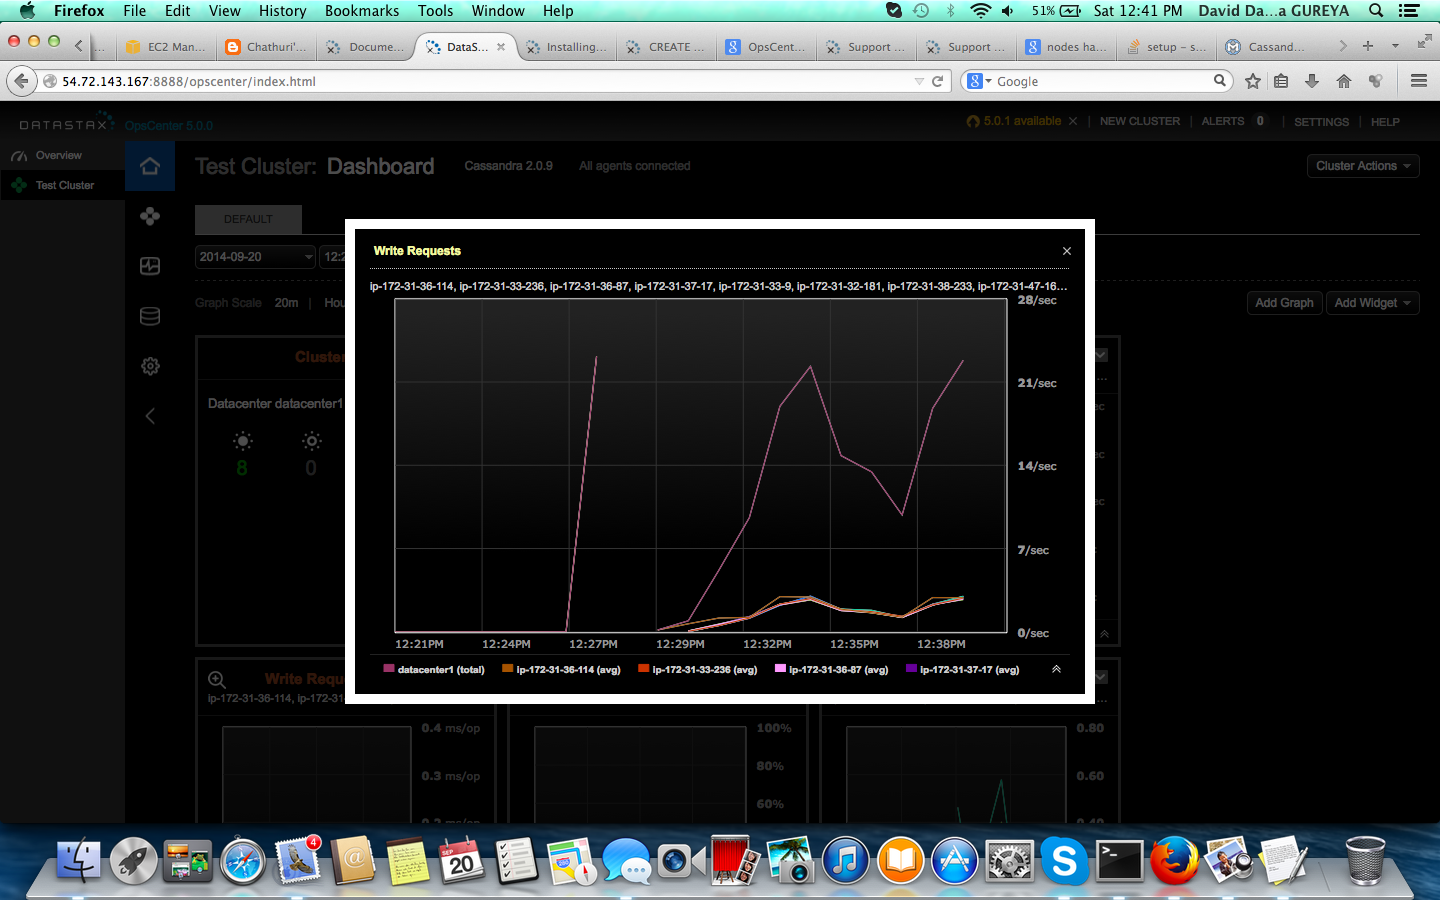 Firefox File Edit View History Bookmarks Tools Window Help 51% Sat 12:41 PM David Da...a GUREYA
... EC2 Man... Chathuri'... Docume... DataS... Installing... CREATE ... OpsCent... Support ... Support ... nodes ha... setup – s... Cassand...
54.72.143.167:8888/opscenter/index.html Google
DATASTAX OpsCenter 5.0.0 5.0.1 available NEW CLUSTER ALERTS 0 SETTINGS HELP
Overview
Test Cluster
Test Cluster: Dashboard Cassandra 2.0.9 All agents connected Cluster Actions
DEFAULT
2014-09-20 12:2
Graph Scale 20m Hou Add Graph Add Widget
Cluster
Datacenter datacenter1
8 0
Write Requests
ip-172-31-36-114, ip-172-31-33-236, ip-172-31-36-87, ip-172-31-37-17, ip-172-31-33-9, ip-172-31-32-181, ip-172-31-38-233, ip-172-31-47-16...
28/sec
21/sec
14/sec
7/sec
0/sec
12:21PM 12:24PM 12:27PM 12:29PM 12:32PM 12:35PM 12:38PM
datacenter1 (total) ip-172-31-36-114 (avg) ip-172-31-33-236 (avg) ip-172-31-36-87 (avg) ip-172-31-37-17 (avg)
Write Requ
ip-172-31-36-114, ip-172-31
0.4 ms/op 100% 0.80
0.3 ms/op 80% 0.60
60%
4
SEP
20